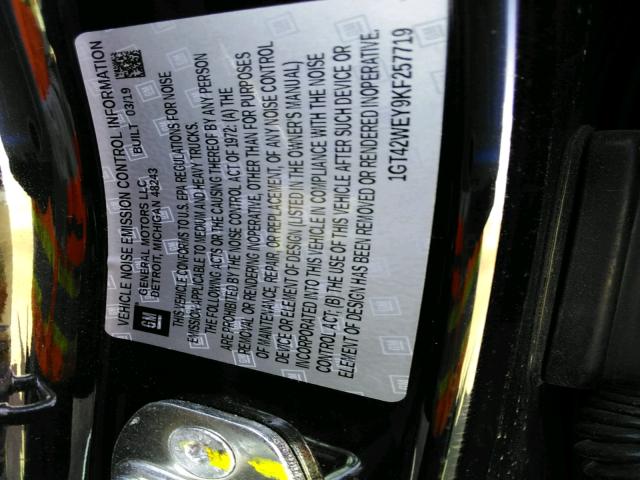 VEHICLE NOISE EMISSION CONTROL INFORMATION
GM
GENERAL MOTORS LLC
DETROIT, MICHIGAN 48243
BUILT 03/19
THIS VEHICLE CONFORMS TO U.S. EPA REGULATIONS FOR NOISE
EMISSION APPLICABLE TO MEDIUM AND HEAVY TRUCKS.
THE FOLLOWING ACTS OR THE CAUSING THEREOF BY ANY PERSON
ARE PROHIBITED BY THE NOISE CONTROL ACT OF 1972: (A) THE
REMOVAL OR RENDERING INOPERATIVE, OTHER THAN FOR PURPOSES
OF MAINTENANCE, REPAIR, OR REPLACEMENT, OF ANY NOISE CONTROL
DEVICE OR ELEMENT OF DESIGN (LISTED IN THE OWNER'S MANUAL)
INCORPORATED INTO THIS VEHICLE IN COMPLIANCE WITH THE NOISE
CONTROL ACT; (B) THE USE OF THIS VEHICLE AFTER SUCH DEVICE OR
ELEMENT OF DESIGN HAS BEEN REMOVED OR RENDERED INOPERATIVE.
1GT42WEY9KF257719